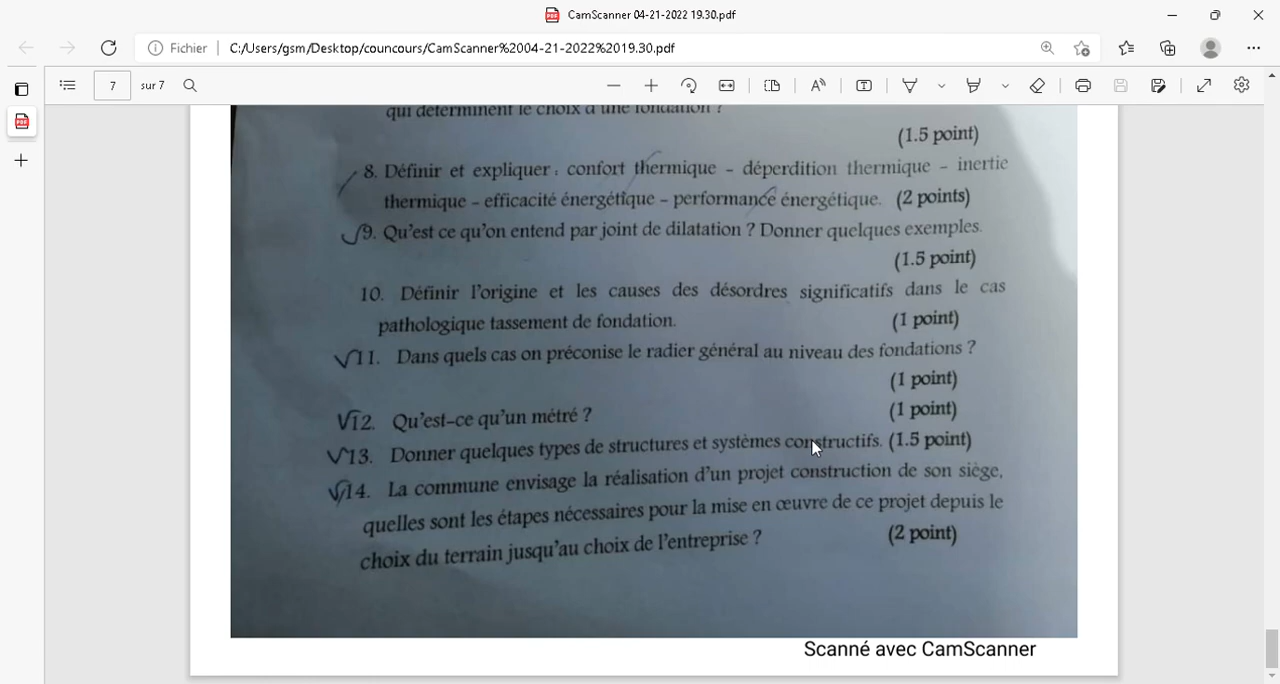 CamScanner 04-21-2022 19.30.pdf
Fichier C:/Users/gsm/Desktop/councours/CamScanner%2004-21-2022%2019.30.pdf
7 sur 7
qui déterminent le choix d'une fondation ?
(1.5 point)
8. Définir et expliquer : confort thermique - déperdition thermique - inertie
thermique - efficacité énergétique - performance énergétique. (2 points)
9. Qu'est ce qu'on entend par joint de dilatation ? Donner quelques exemples.
(1.5 point)
10. Définir l'origine et les causes des désordres significatifs dans le cas
pathologique tassement de fondation. (1 point)
11. Dans quels cas on préconise le radier général au niveau des fondations ?
(1 point)
12. Qu'est-ce qu'un métré ? (1 point)
13. Donner quelques types de structures et systèmes constructifs. (1.5 point)
14. La commune envisage la réalisation d'un projet construction de son siège,
quelles sont les étapes nécessaires pour la mise en œuvre de ce projet depuis le
choix du terrain jusqu'au choix de l'entreprise ? (2 point)
Scanné avec CamScanner